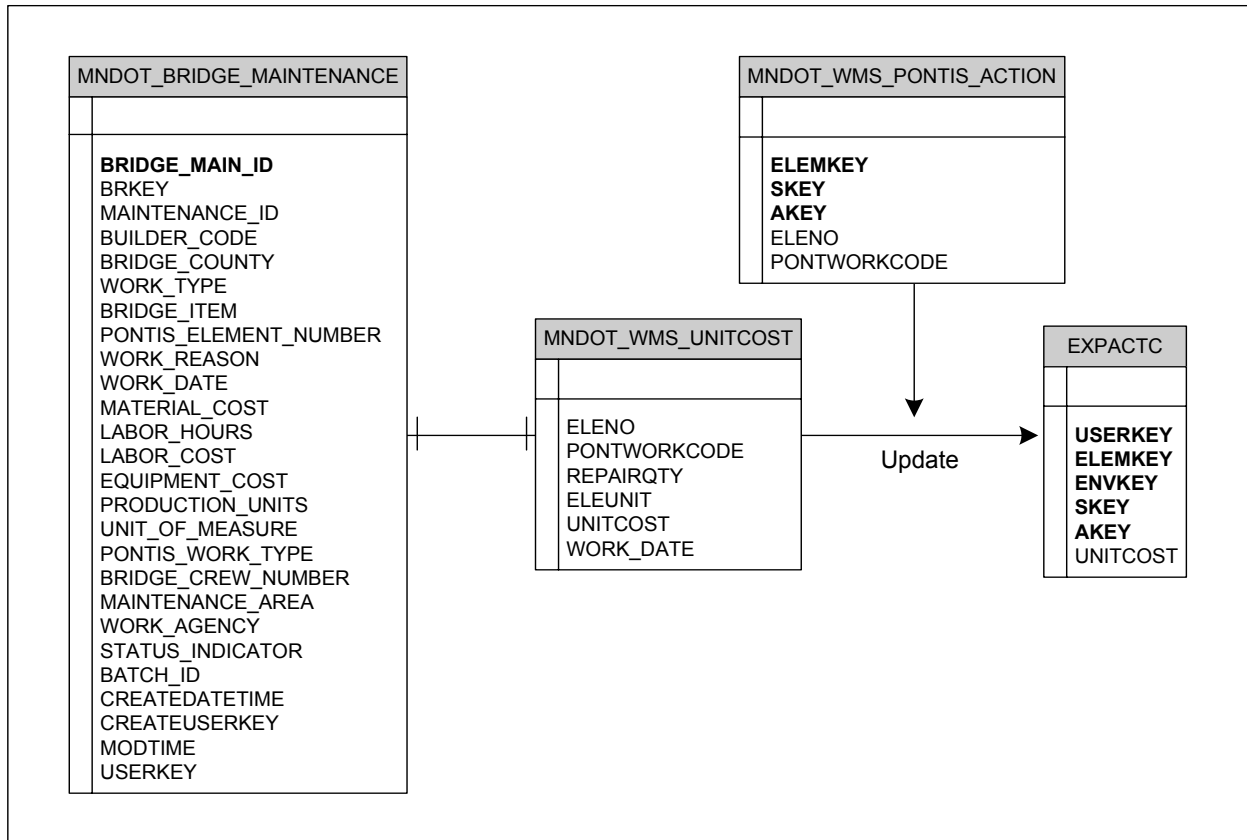 MNDOT_BRIDGE_MAINTENANCE
BRIDGE_MAIN_ID
BRKEY
MAINTENANCE_ID
BUILDER_CODE
BRIDGE_COUNTY
WORK_TYPE
BRIDGE_ITEM
PONTIS_ELEMENT_NUMBER
WORK_REASON
WORK_DATE
MATERIAL_COST
LABOR_HOURS
LABOR_COST
EQUIPMENT_COST
PRODUCTION_UNITS
UNIT_OF_MEASURE
PONTIS_WORK_TYPE
BRIDGE_CREW_NUMBER
MAINTENANCE_AREA
WORK_AGENCY
STATUS_INDICATOR
BATCH_ID
CREATEDATETIME
CREATEUSERKEY
MODTIME
USERKEY
MNDOT_WMS_UNITCOST
ELENO
PONTWORKCODE
REPAIRQTY
ELEUNIT
UNITCOST
WORK_DATE
MNDOT_WMS_PONTIS_ACTION
ELEMKEY
SKEY
AKEY
ELENO
PONTWORKCODE
Update
EXPACTC
USERKEY
ELEMKEY
ENVKEY
SKEY
AKEY
UNITCOST